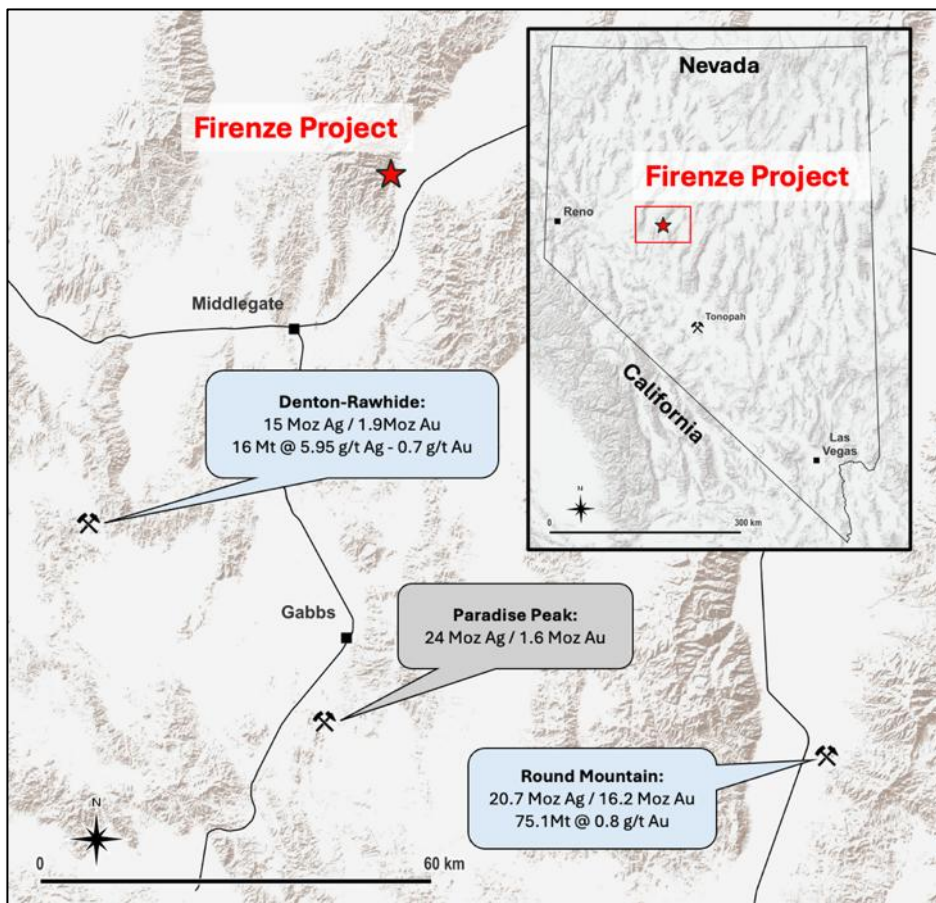 Firenze Project
Middlegate
Denton-Rawhide:
15 Moz Ag / 1.9Moz Au
16 Mt @ 5.95 g/t Ag - 0.7 g/t Au
Gabbs
Paradise Peak:
24 Moz Ag / 1.6 Moz Au
Round Mountain:
20.7 Moz Ag / 16.2 Moz Au
75.1Mt @ 0.8 g/t Au
N
0 60 km
Nevada
Firenze Project
Reno
Tonopah
California
Las
Vegas
N
0 300 km